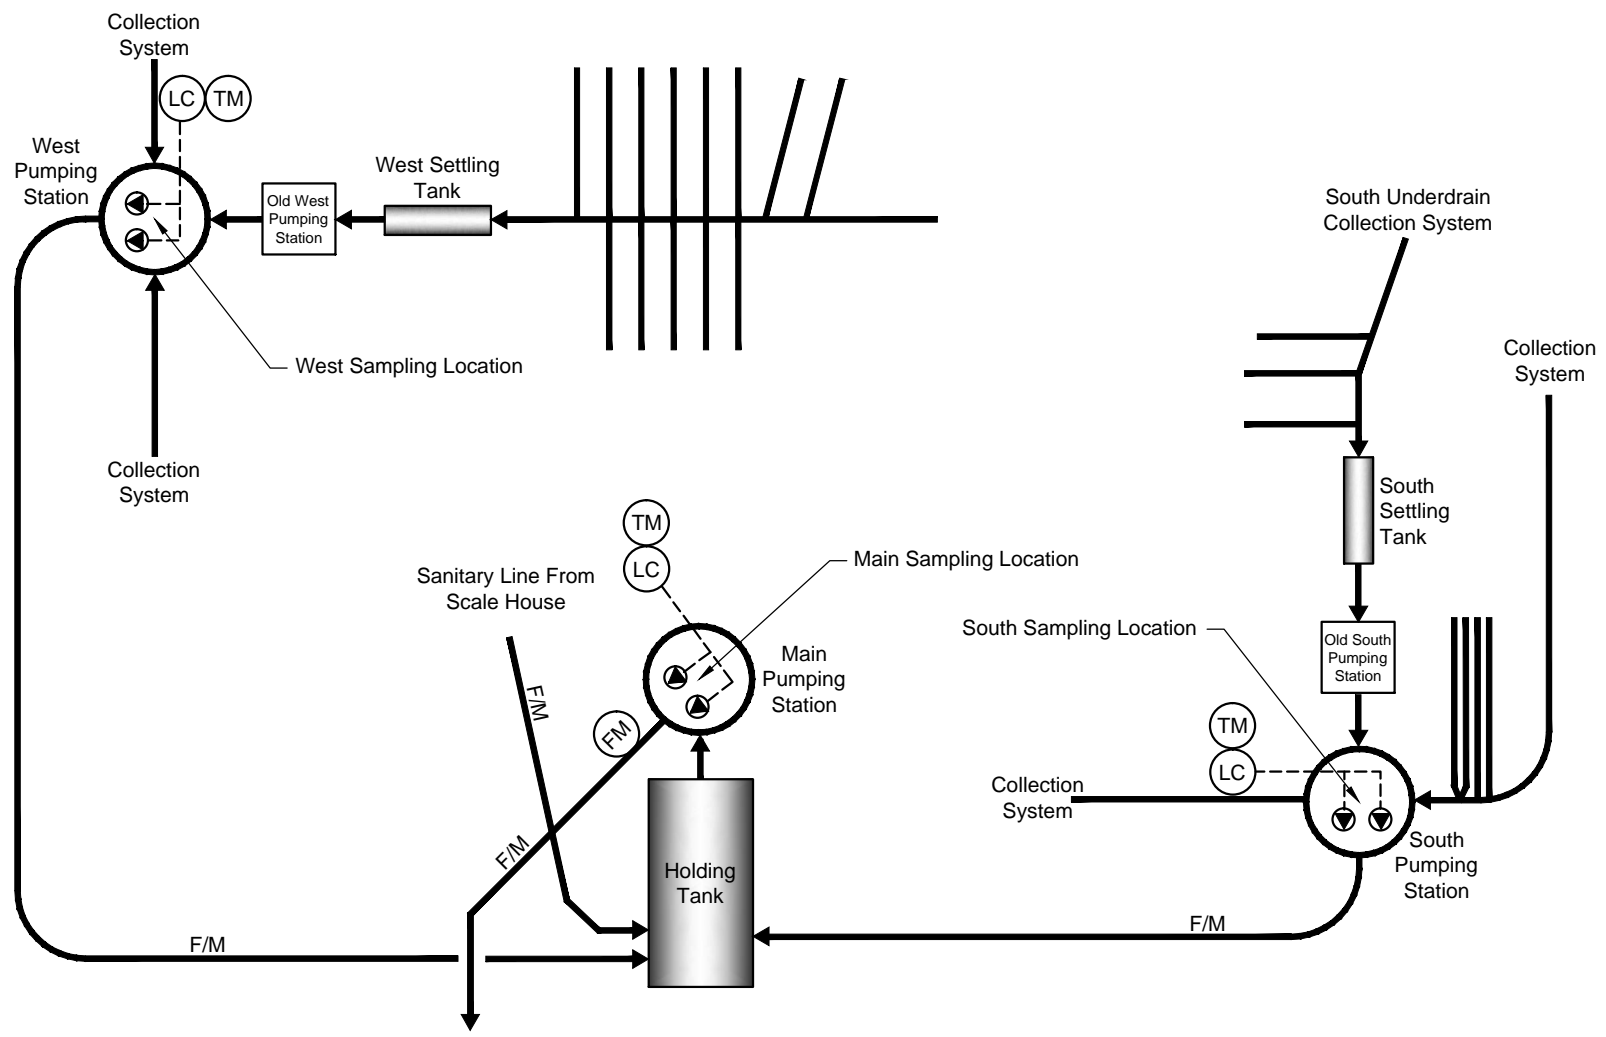 Collection
System
LC
TM
West
Pumping
Station
West Settling
Tank
Old West
Pumping
Station
West Sampling Location
Collection
System
South Underdrain
Collection System
Collection
System
South
Settling
Tank
TM
LC
Main Sampling Location
Sanitary Line From
Scale House
South Sampling Location
Old South
Pumping
Station
Main
Pumping
Station
F/M
FM
TM
LC
Collection
System
F/M
Holding
Tank
South
Pumping
Station
F/M
F/M